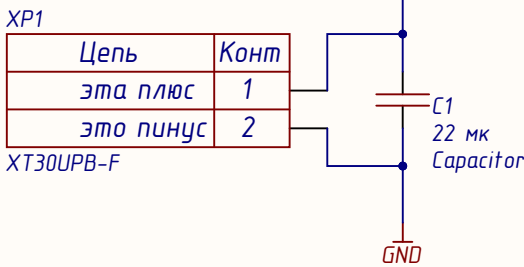 XP1
Цепь Конт
эта плюс 1
это пинус 2
XT30UPB-F
C1
22 мк
Capacitor
GND